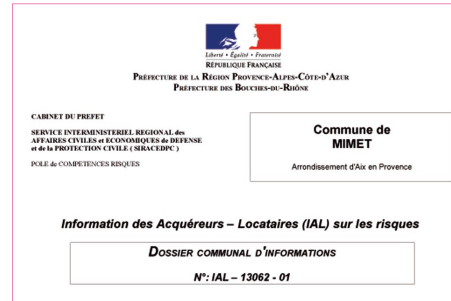 Liberté • Égalité • Fraternité
RÉPUBLIQUE FRANÇAISE
PRÉFECTURE DE LA RÉGION PROVENCE-ALPES-CÔTE-D'AZUR
PRÉFECTURE DES BOUCHES-DU-RHÔNE
CABINET DU PREFET
SERVICE INTERMINISTERIEL REGIONAL des
AFFAIRES CIVILES et ECONOMIQUES de DEFENSE
et de la PROTECTION CIVILE ( SIRACEDPC )
POLE de COMPETENCES RISQUES
Commune de
MIMET
Arrondissement d'Aix en Provence
Information des Acquéreurs – Locataires (IAL) sur les risques
DOSSIER COMMUNAL D'INFORMATIONS
N°: IAL – 13062 - 01